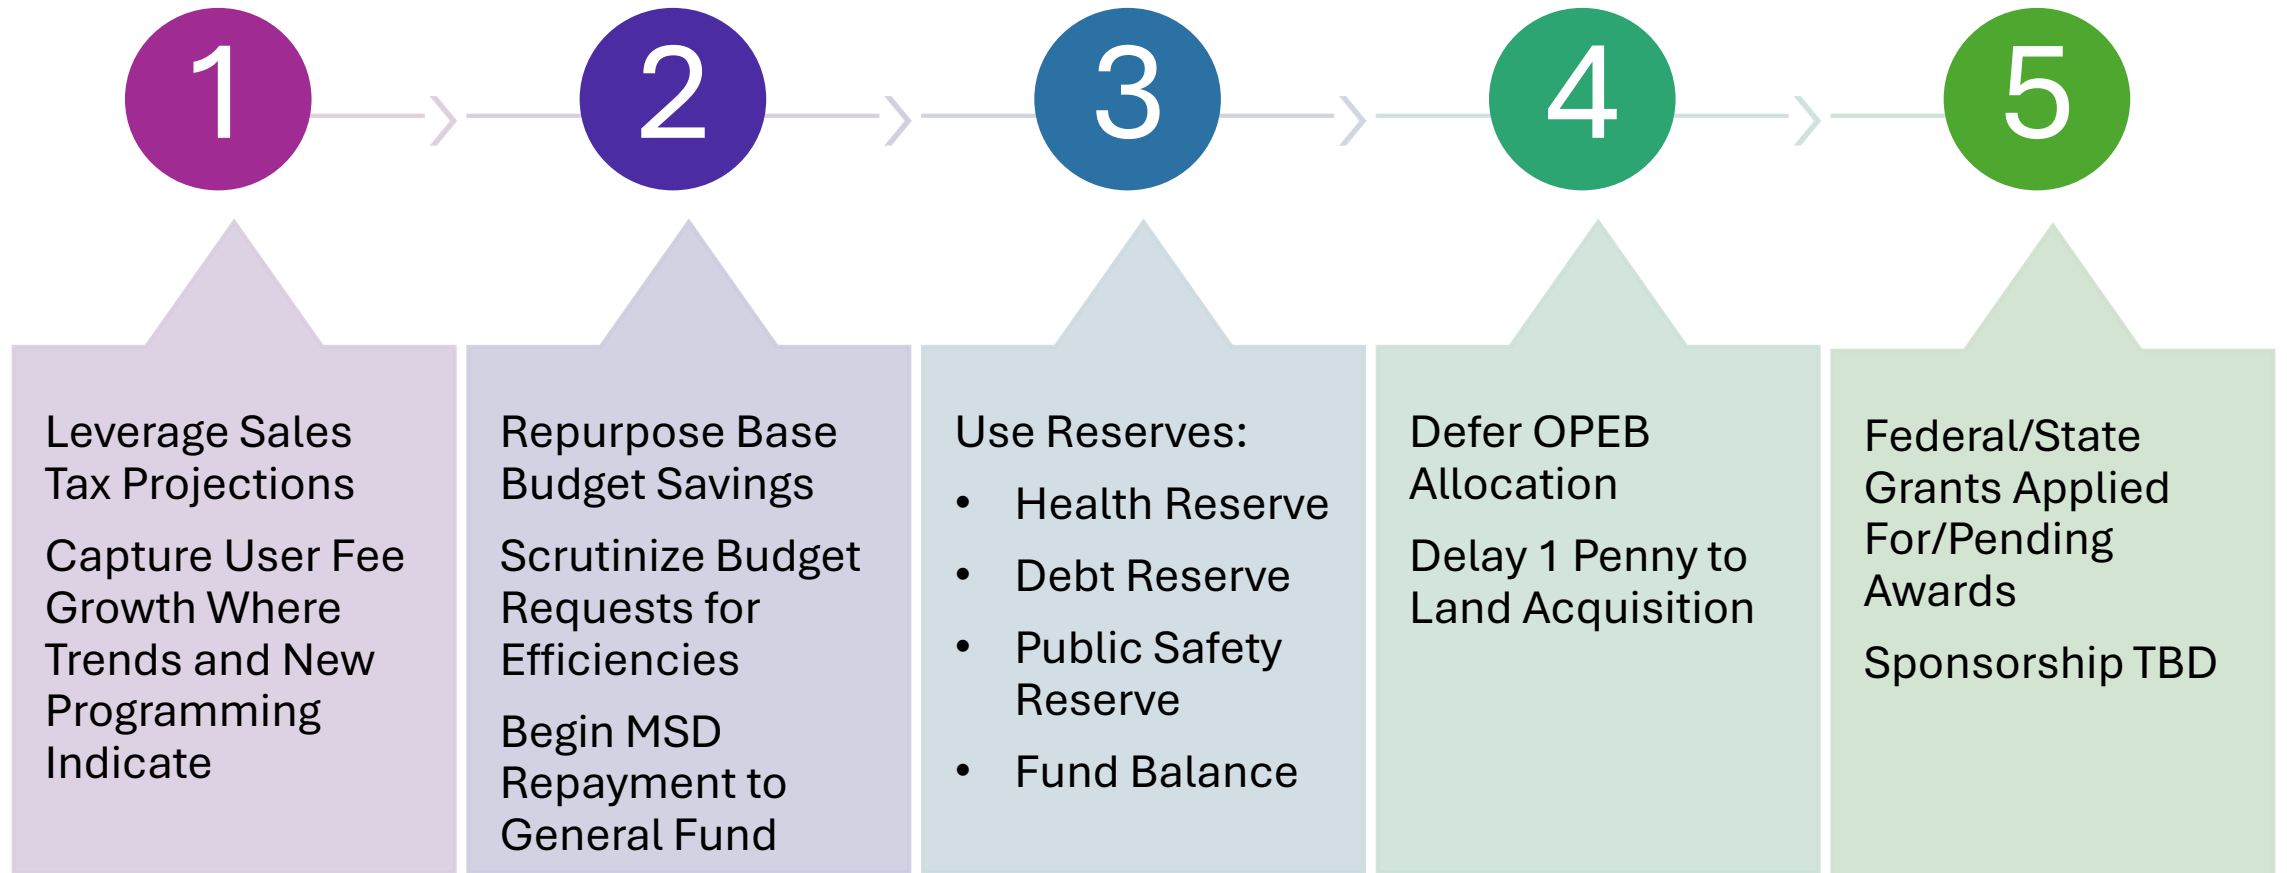 1
2
3
4
5
Leverage Sales
Tax Projections
Capture User Fee
Growth Where
Trends and New
Programming
Indicate
Repurpose Base
Budget Savings
Scrutinize Budget
Requests for
Efficiencies
Begin MSD
Repayment to
General Fund
Use Reserves:
• Health Reserve
• Debt Reserve
• Public Safety
Reserve
• Fund Balance
Defer OPEB
Allocation
Delay 1 Penny to
Land Acquisition
Federal/State
Grants Applied
For/Pending
Awards
Sponsorship TBD